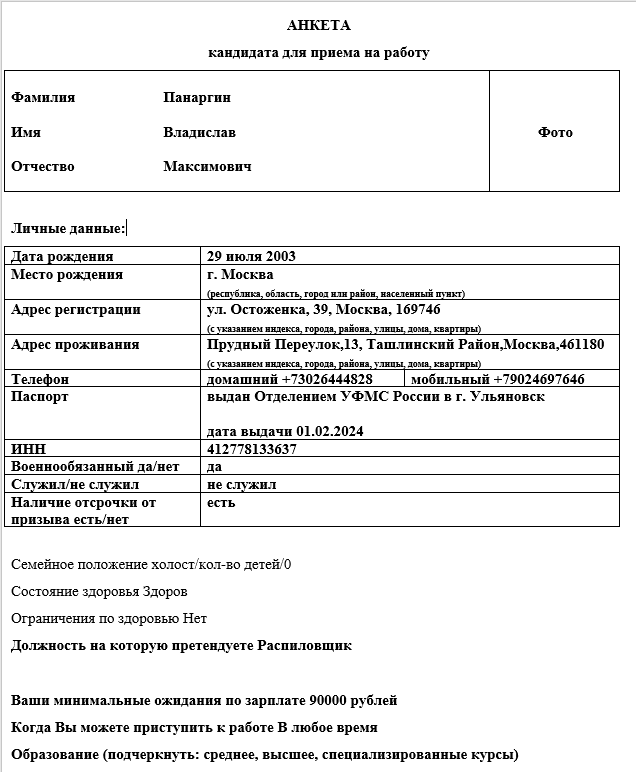 АНКЕТА
кандидата для приема на работу
Фамилия Панаргин
Имя Владислав
Фото
Отчество Максимович
Личные данные:
Дата рождения 29 июля 2003
Место рождения г. Москва
(республика, область, город или район, населенный пункт)
Адрес регистрации ул. Остоженка, 39, Москва, 169746
(с указанием индекса, города, района, улицы, дома, квартиры)
Адрес проживания Прудный Переулок,13, Ташлинский Район,Москва,461180
(с указанием индекса, города, района, улицы, дома, квартиры)
Телефон домашний +73026444828 мобильный +79024697646
Паспорт выдан Отделением УФМС России в г. Ульяновск
дата выдачи 01.02.2024
ИНН 412778133637
Военнообязанный да/нет да
Служил/не служил не служил
Наличие отсрочки от есть
призыва есть/нет
Семейное положение холост/кол-во детей/0
Состояние здоровья Здоров
Ограничения по здоровью Нет
Должность на которую претендуете Распиловщик
Ваши минимальные ожидания по зарплате 90000 рублей
Когда Вы можете приступить к работе В любое время
Образование (подчеркнуть: среднее, высшее, специализированные курсы)